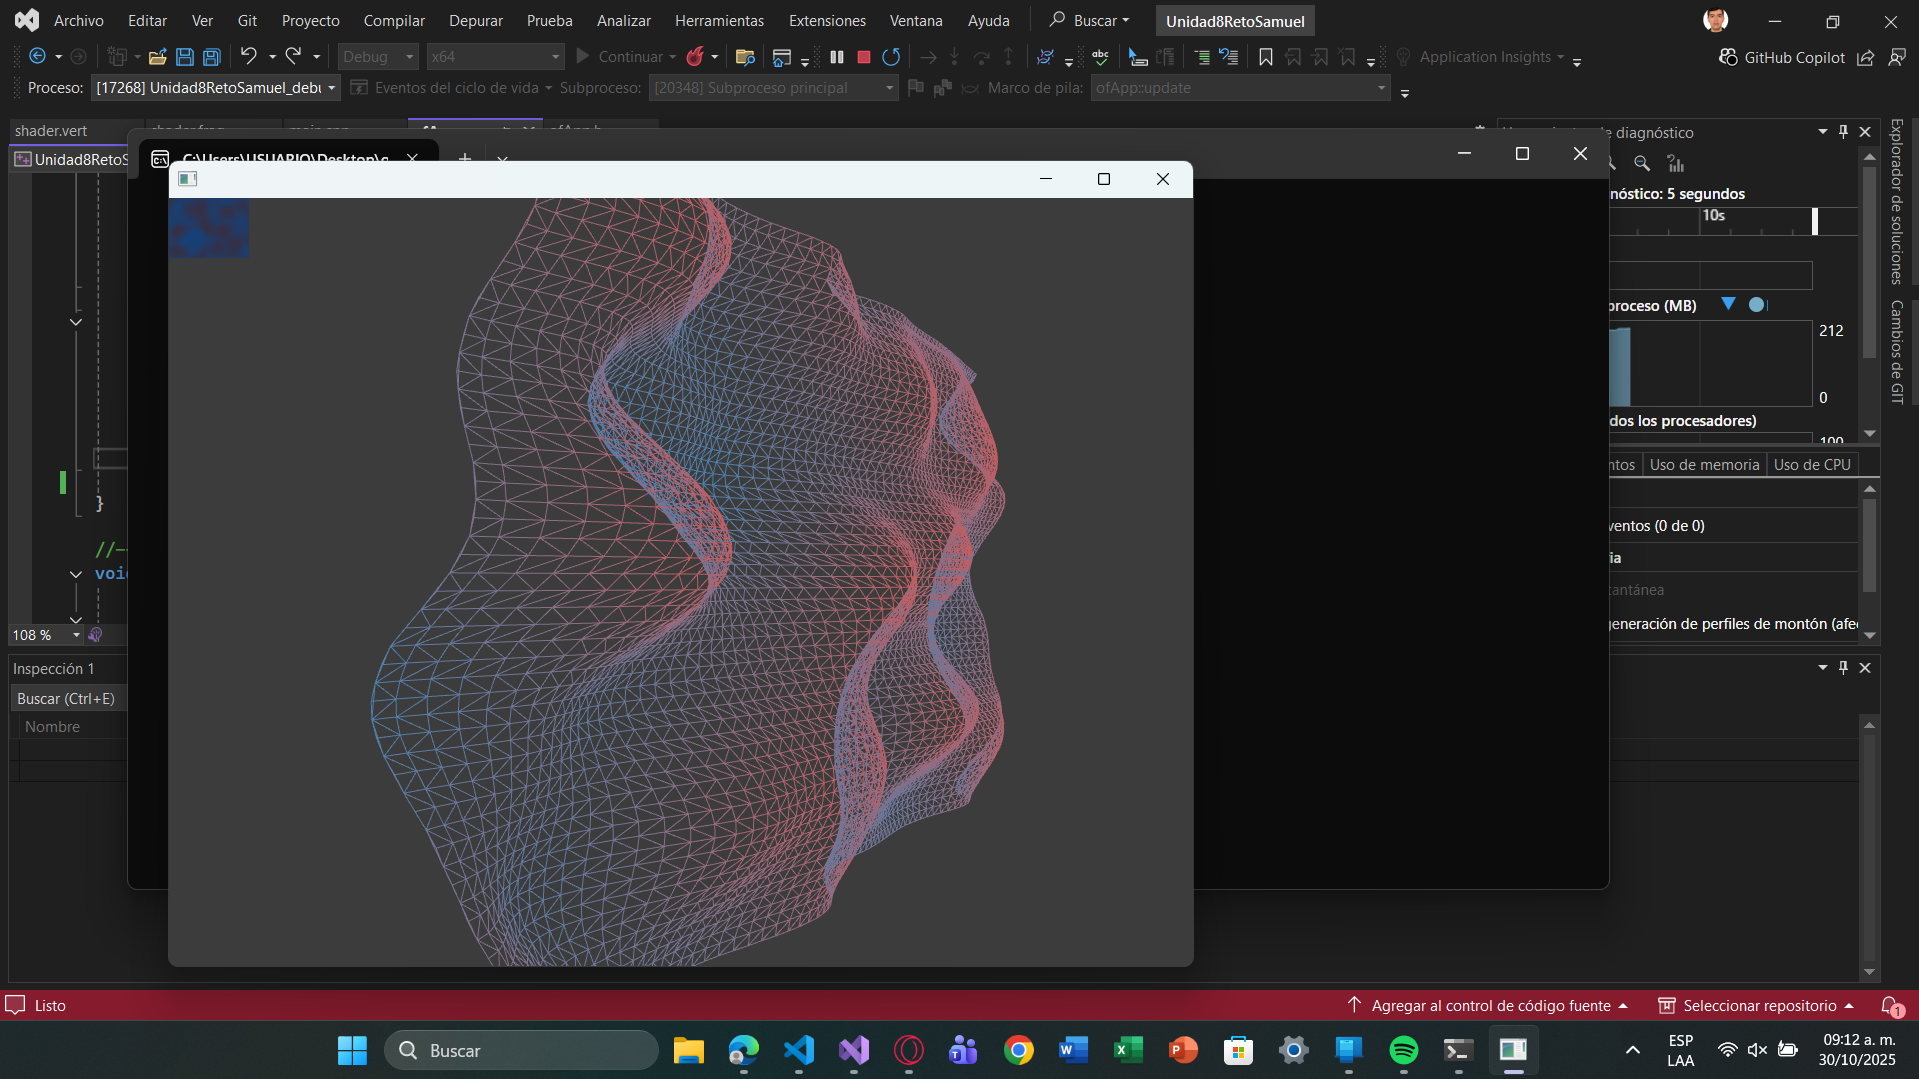 Archivo Editar Ver Git Proyecto Compilar Depurar Prueba Analizar Herramientas Extensiones Ventana Ayuda Buscar Unidad8RetoSamuel
Debug x64 Continuar Application Insights GitHub Copilot
Proceso: [17268] Unidad8RetoSamuel_debu Eventos del ciclo de vida Subproceso: [20348] Subproceso principal Marco de pila: ofApp::update
shader.vert
de diagnóstico
Unidad8RetoS
C:\Users\USUARIO\Desktop\o
nóstico: 5 segundos
10s
proceso (MB)
212
0
dos los procesadores)
100
ntos Uso de memoria Uso de CPU
}
ventos (0 de 0)
//-
ria
void
tantánea
generación de perfiles de montón (afec
108 %
Inspección 1
Buscar (Ctrl+E)
Nombre
Explorador de soluciones
Cambios de GIT
Listo Agregar al control de código fuente Seleccionar repositorio 1
Buscar
ESP
LAA
09:12 a. m.
30/10/2025